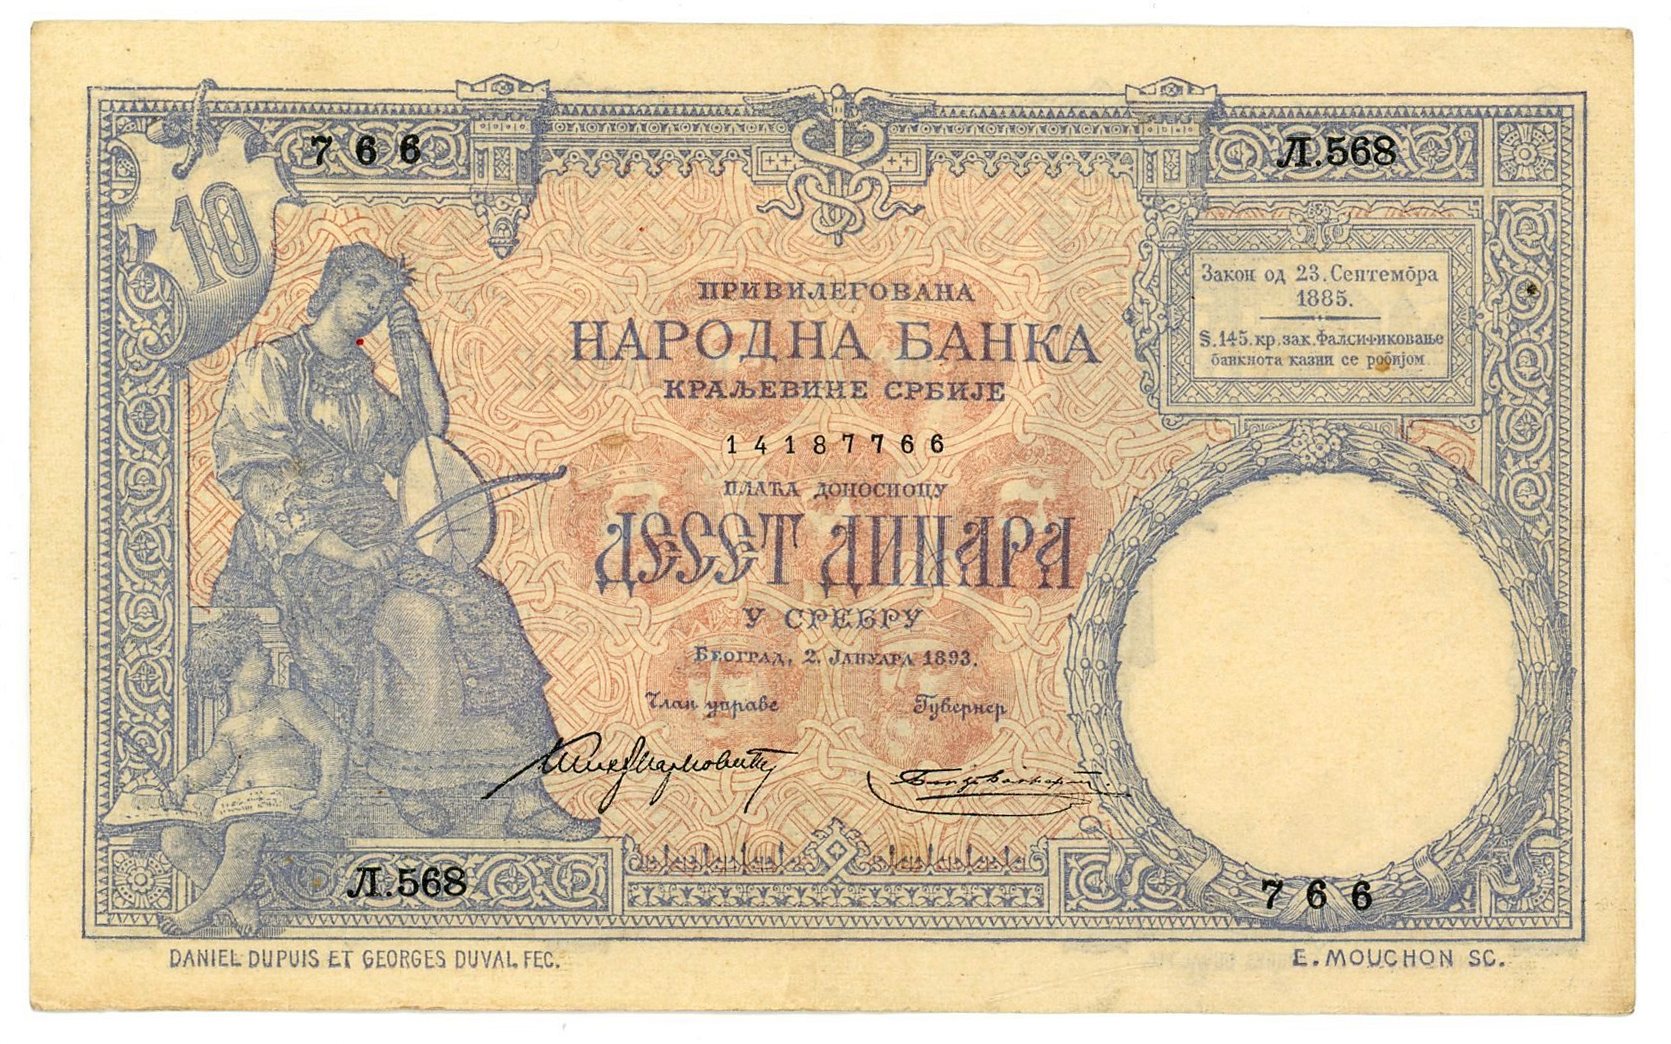 766
Л.568
10
Закон од 23. Септембра
1885.
§.145. кр. зак. Фалсификовање
банкнота казни се робијом
ПРИВИЛЕГОВАНА
НАРОДНА БАНКА
КРАЉЕВИНЕ СРБИЈЕ
14187766
ПЛАЋА ДОНОСИОЦУ
ДЕСЕТ ДИНАРА
У СРЕБРУ
БЕОГРАД, 2. ЈАНУАРА 1893.
Члан управе
Гувернер
Л.568
766
DANIEL DUPUIS ET GEORGES DUVAL FEC.
E. MOUCHON SC.